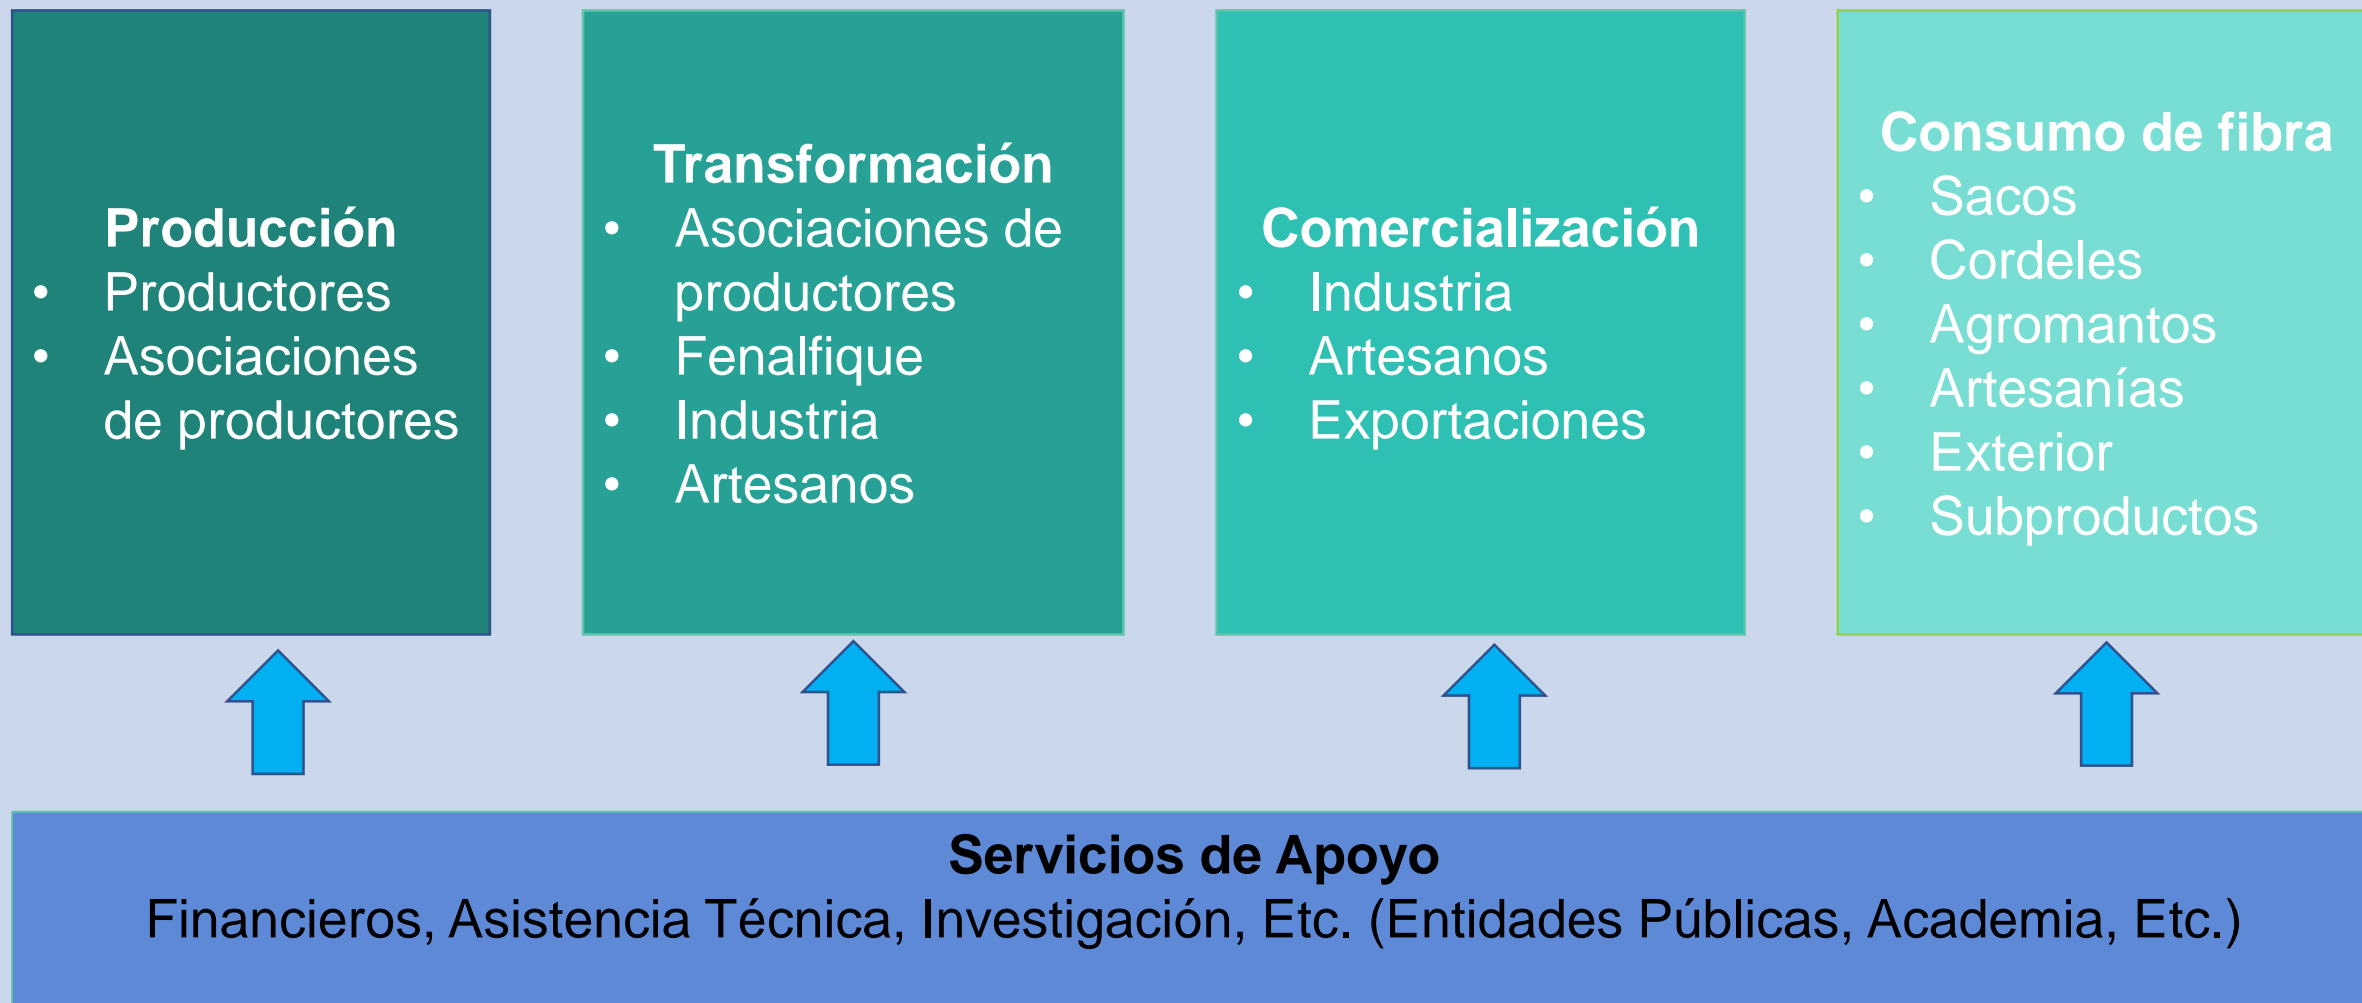 Producción
• Productores
• Asociaciones
de productores
Transformación
• Asociaciones de
productores
• Fenalfique
• Industria
• Artesanos
Comercialización
• Industria
• Artesanos
• Exportaciones
Consumo de fibra
• Sacos
• Cordeles
• Agromantos
• Artesanías
• Exterior
• Subproductos
Servicios de Apoyo
Financieros, Asistencia Técnica, Investigación, Etc. (Entidades Públicas, Academia, Etc.)